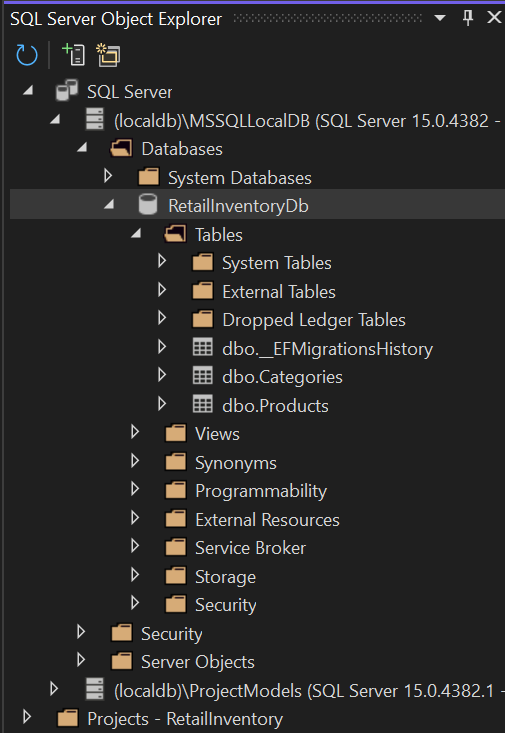 SQL Server Object Explorer
SQL Server
(localdb)\MSSQLLocalDB (SQL Server 15.0.4382 -
Databases
System Databases
RetailInventoryDb
Tables
System Tables
External Tables
Dropped Ledger Tables
dbo.__EFMigrationsHistory
dbo.Categories
dbo.Products
Views
Synonyms
Programmability
External Resources
Service Broker
Storage
Security
Security
Server Objects
(localdb)\ProjectModels (SQL Server 15.0.4382.1 -
Projects - RetailInventory